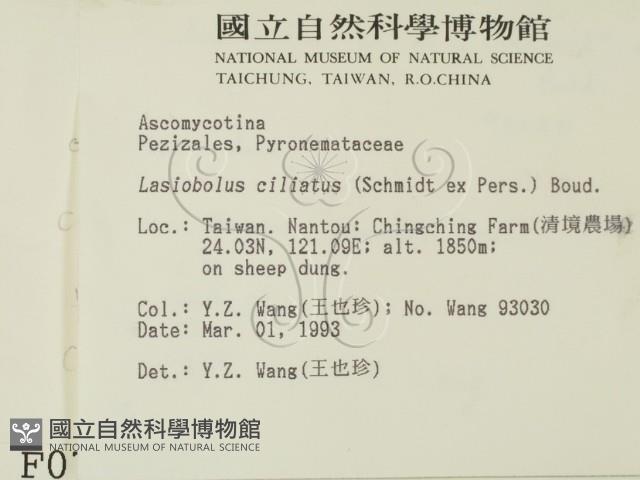 國立自然科學博物館
NATIONAL MUSEUM OF NATURAL SCIENCE
TAICHUNG, TAIWAN, R.O.CHINA
Ascomycotina
Pezizales, Pyronemataceae
Lasiobolus ciliatus (Schmidt ex Pers.) Boud.
Loc.: Taiwan. Nantou: Chingching Farm(清境農場)
24.03N, 121.09E; alt. 1850m;
on sheep dung.
Col.: Y.Z. Wang(王也珍); No. Wang 93030
Date: Mar. 01, 1993
Det.: Y.Z. Wang(王也珍)
國立自然科學博物館
NATIONAL MUSEUM OF NATURAL SCIENCE